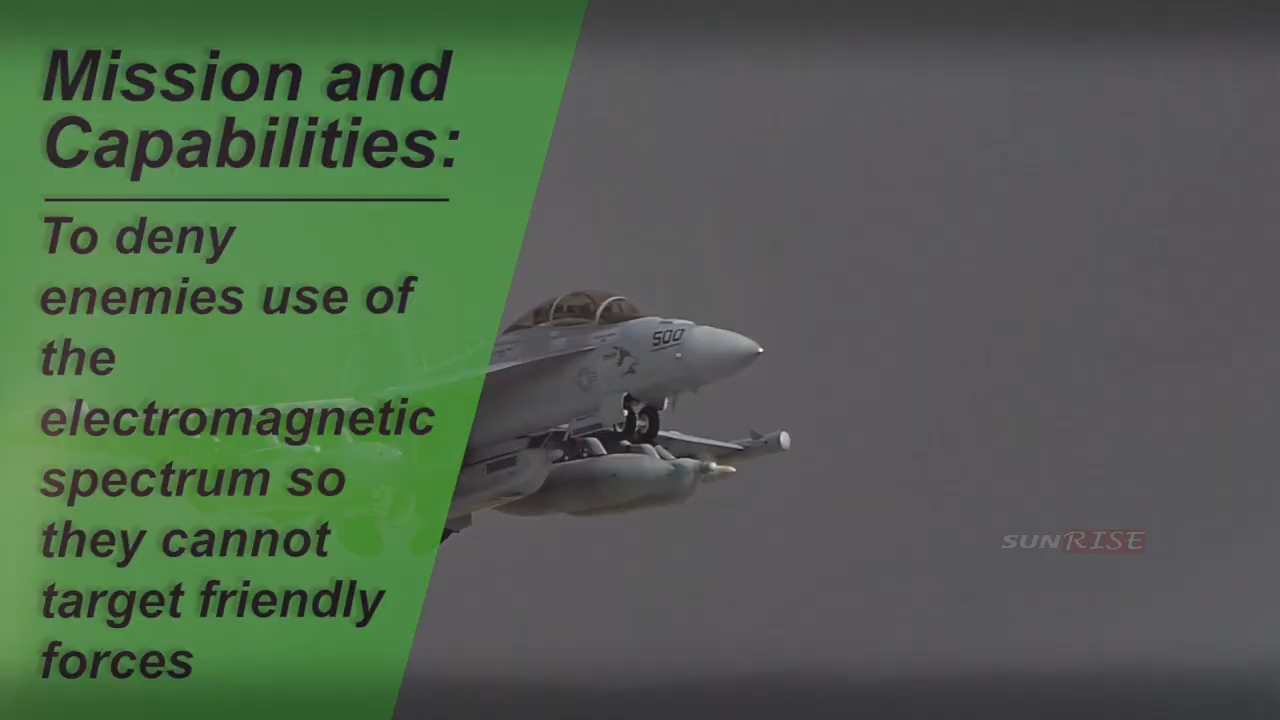 Mission and
Capabilities:
To deny
enemies use of
the
electromagnetic
spectrum so
they cannot
target friendly
forces
500
SUNRISE